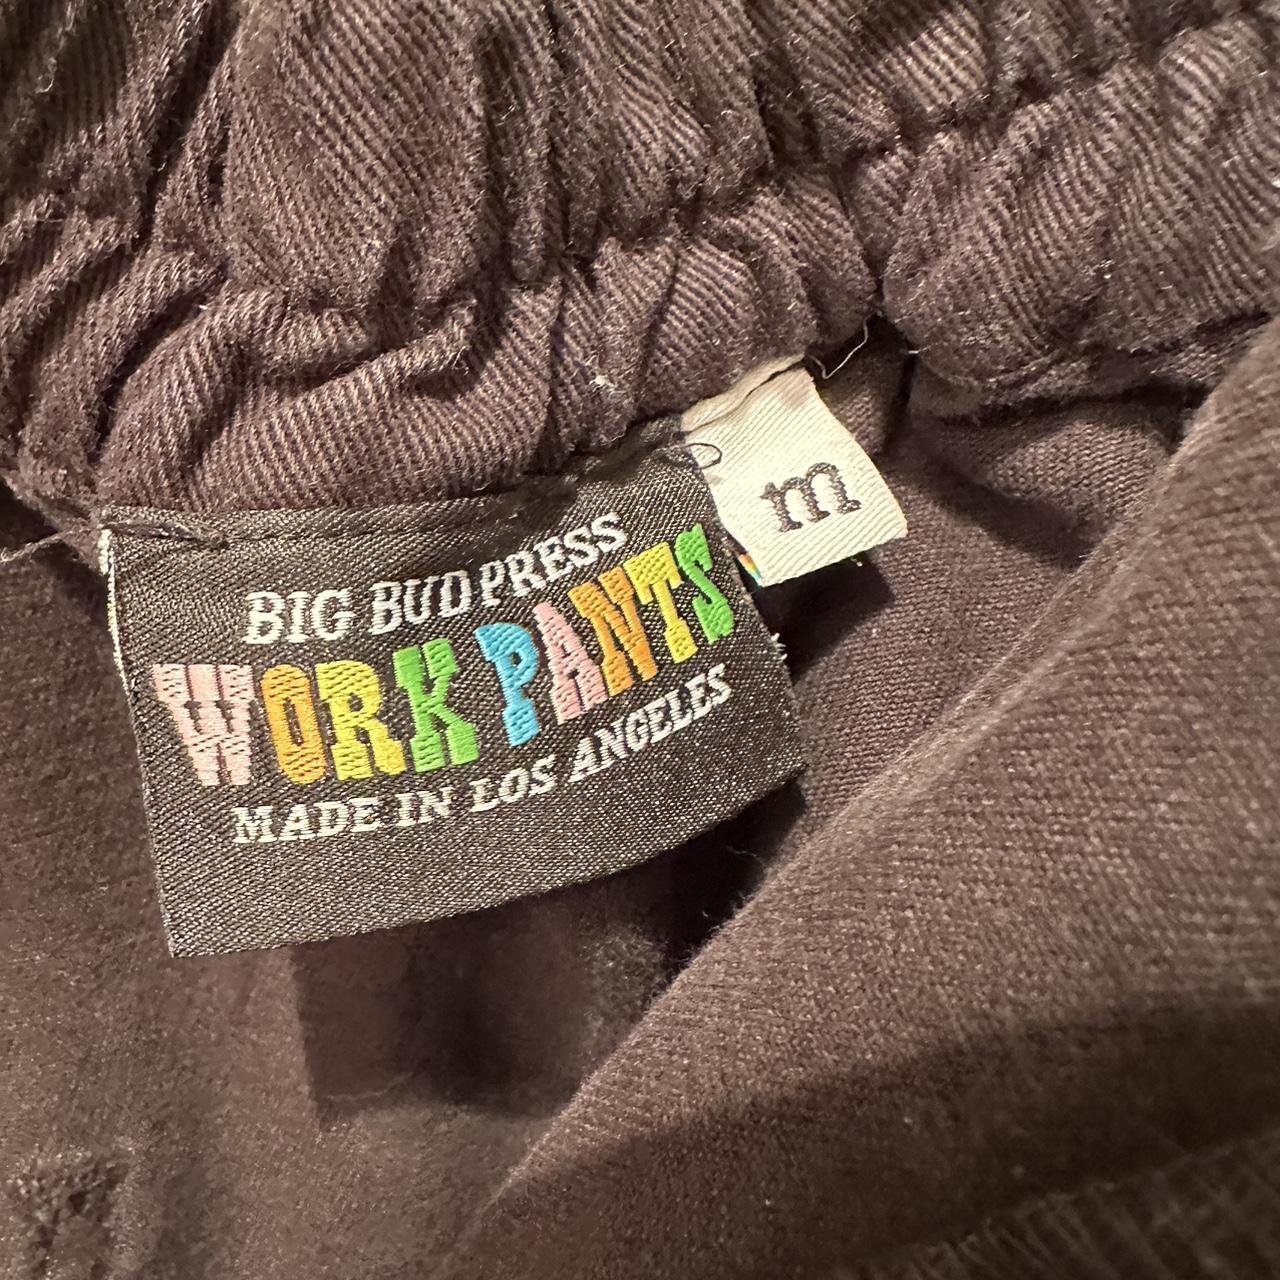 BIG BUD PRESS
WORK PANTS
MADE IN LOS ANGELES
m